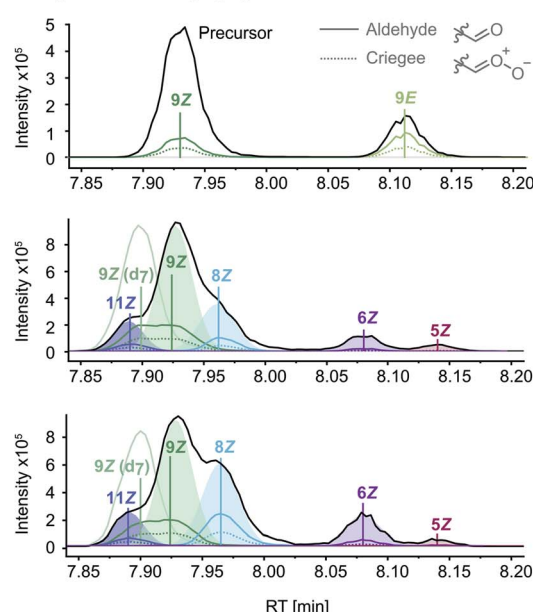 Intensity x10⁵
5
4
3
2
1
0
Precursor
Aldehyde
O
Criegee
O⁺
O⁻
9Z
9E
7.85 7.90 7.95 8.00 8.05 8.10 8.15 8.20
Intensity x10⁵
8
6
4
2
0
9Z (d7)
9Z
8Z
11Z
6Z
5Z
7.85 7.90 7.95 8.00 8.05 8.10 8.15 8.20
Intensity x10⁵
8
6
4
2
0
9Z (d7)
9Z
8Z
11Z
6Z
5Z
7.85 7.90 7.95 8.00 8.05 8.10 8.15 8.20
RT [min]